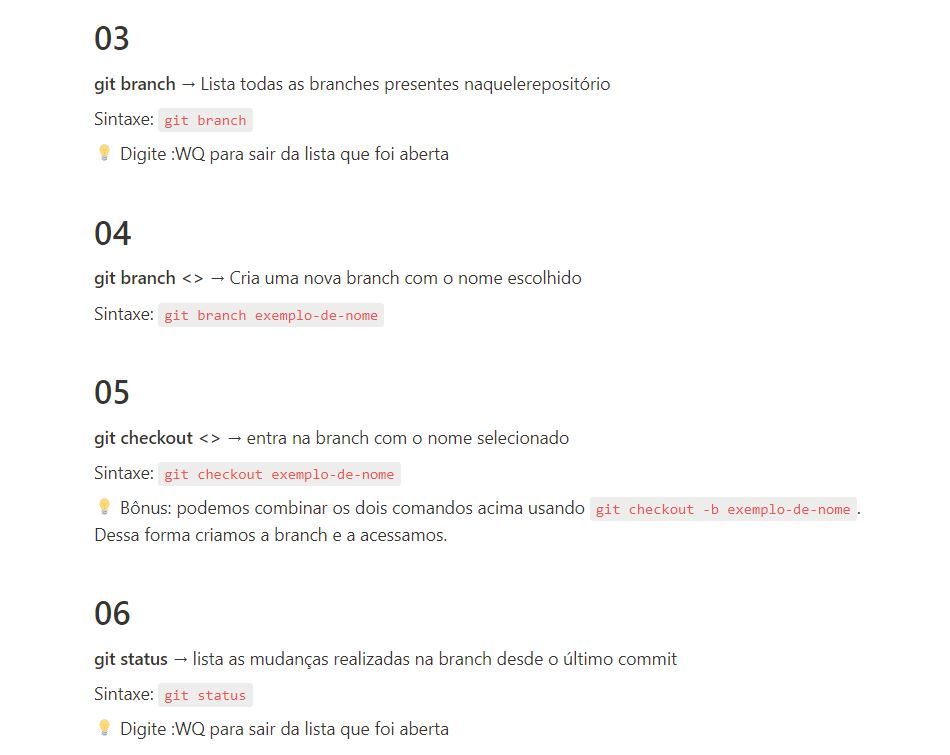 03
git branch → Lista todas as branches presentes naquelerepositório
Sintaxe: git branch
💡 Digite :WQ para sair da lista que foi aberta
04
git branch <> → Cria uma nova branch com o nome escolhido
Sintaxe: git branch exemplo-de-nome
05
git checkout <> → entra na branch com o nome selecionado
Sintaxe: git checkout exemplo-de-nome
💡 Bônus: podemos combinar os dois comandos acima usando git checkout -b exemplo-de-nome.
Dessa forma criamos a branch e a acessamos.
06
git status → lista as mudanças realizadas na branch desde o último commit
Sintaxe: git status
💡 Digite :WQ para sair da lista que foi aberta